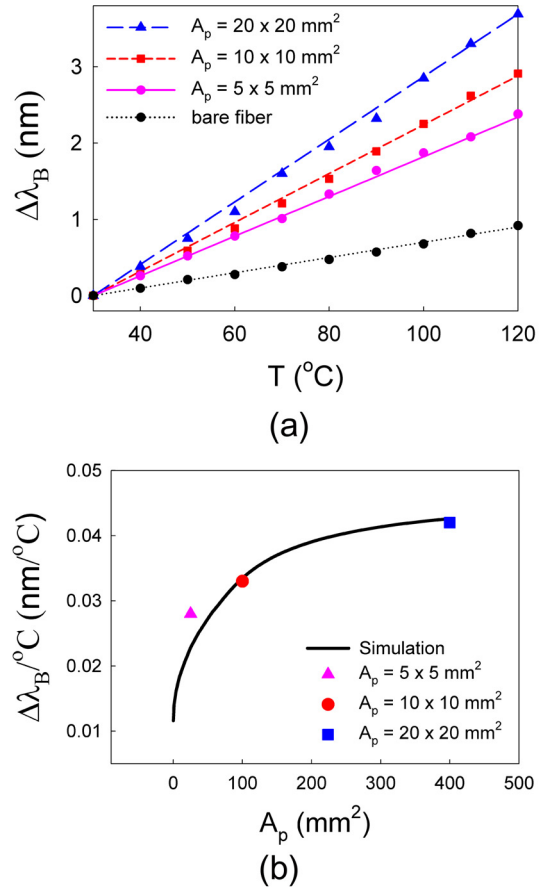 A_p = 20 x 20 mm²
A_p = 10 x 10 mm²
A_p = 5 x 5 mm²
bare fiber
Δλ_B (nm)
3
2
1
0
40 60 80 100 120
T (°C)
(a)
0.05
0.04
0.03
0.02
0.01
Δλ_B/°C (nm/°C)
Simulation
A_p = 5 x 5 mm²
A_p = 10 x 10 mm²
A_p = 20 x 20 mm²
0 100 200 300 400 500
A_p (mm²)
(b)